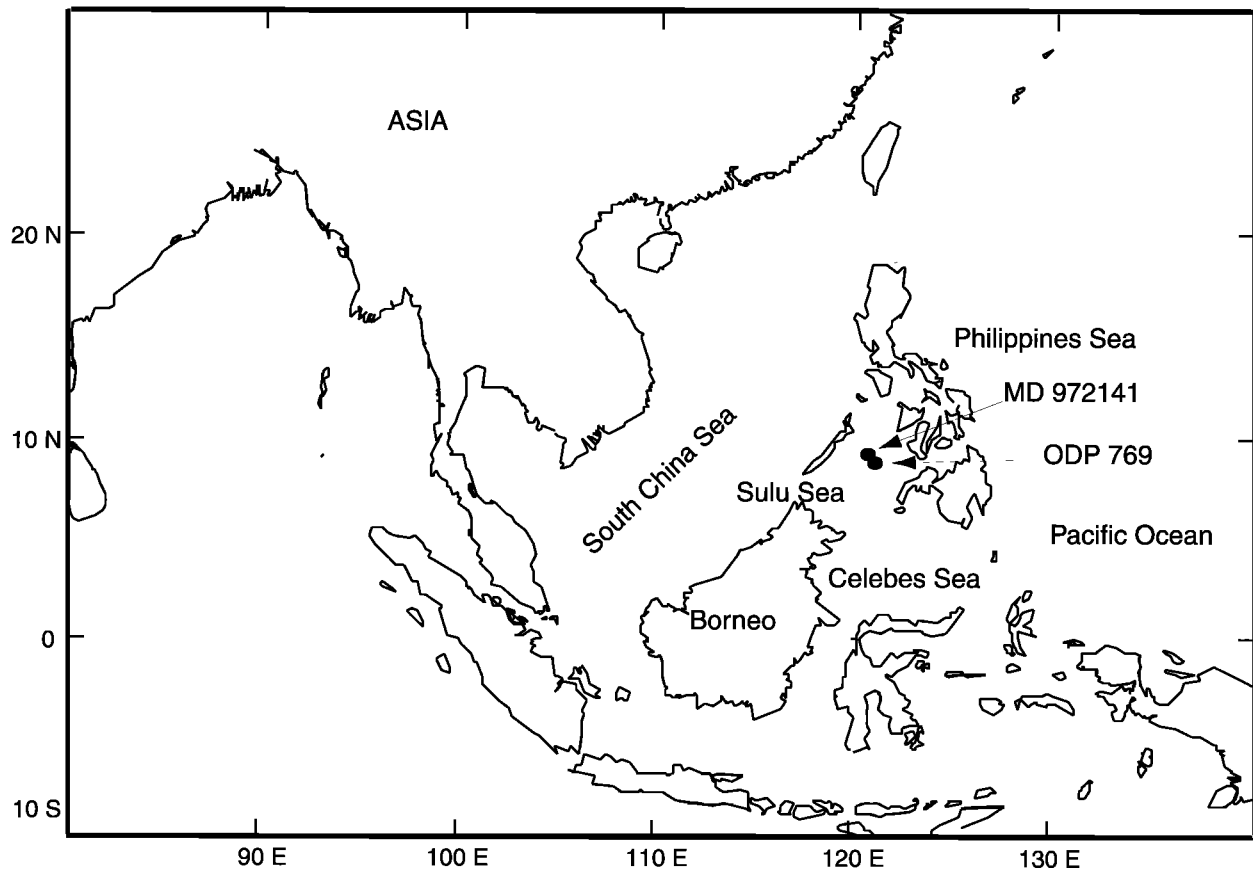 ASIA
20 N
Philippines Sea
MD 972141
10 N
South China Sea
ODP 769
Sulu Sea
Pacific Ocean
Celebes Sea
Borneo
0
10 S
90 E
100 E
110 E
120 E
130 E